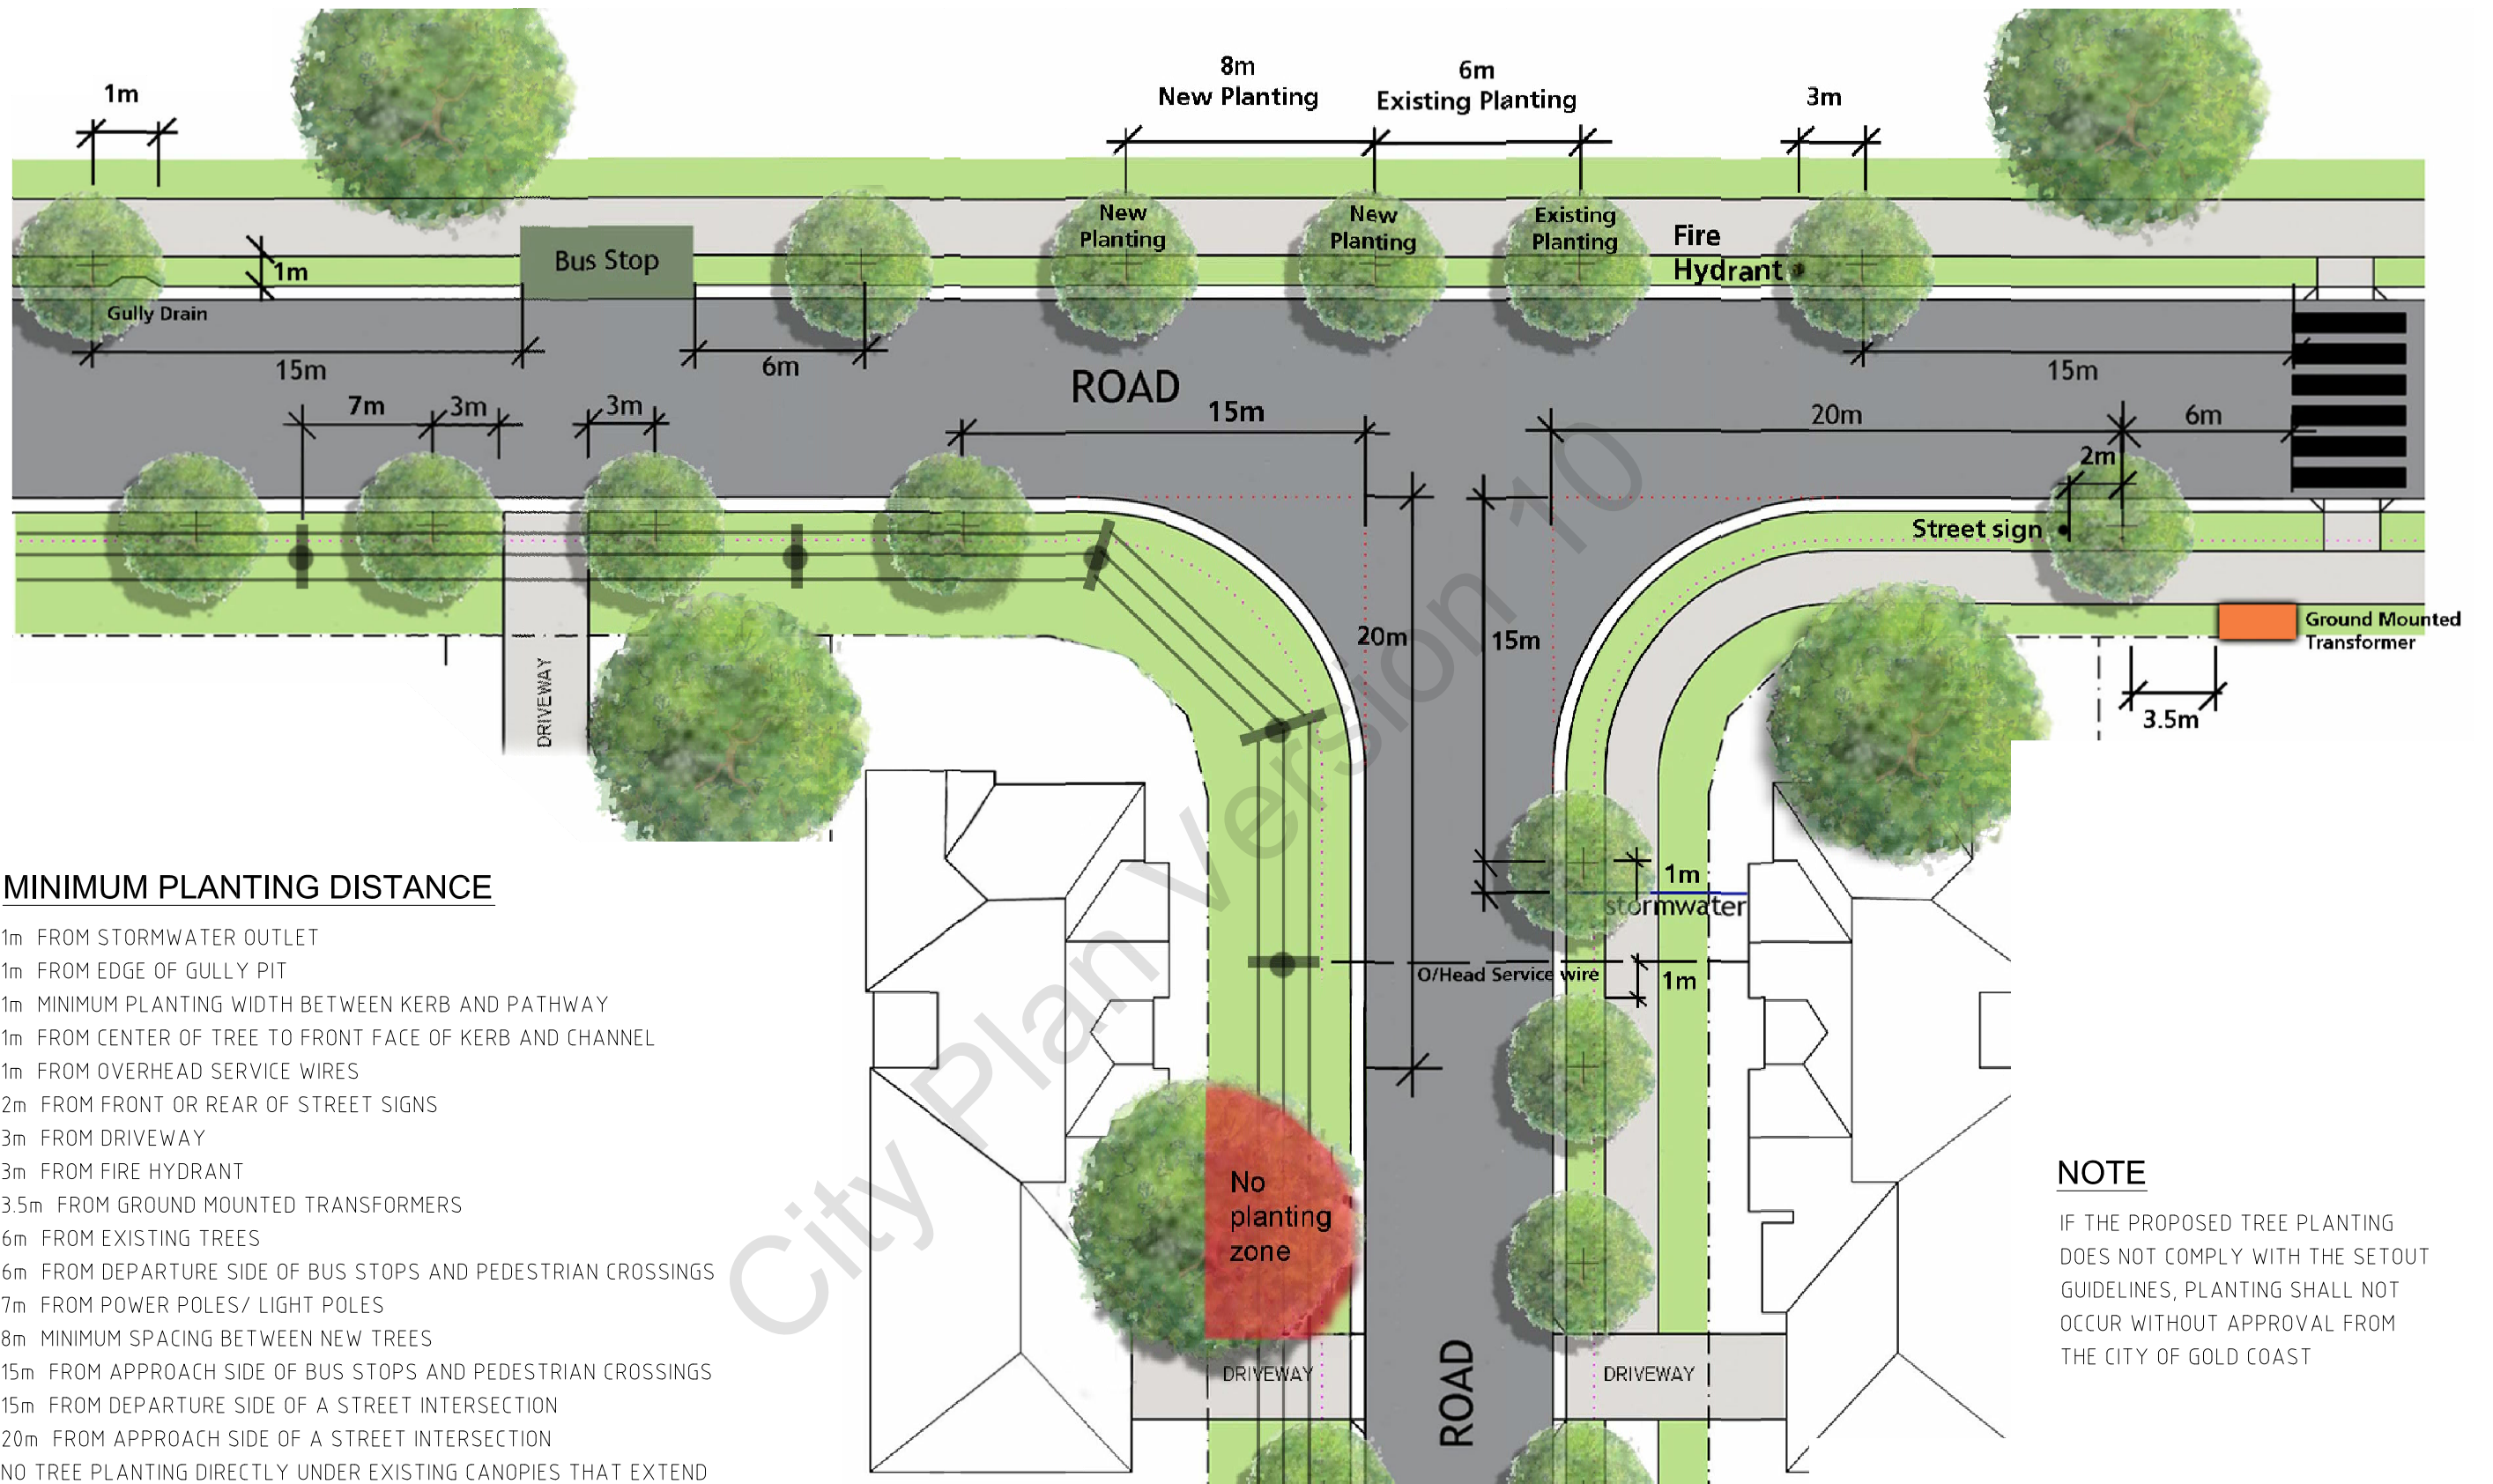 8m
New Planting
6m
Existing Planting
1m
3m
New
Planting
New
Planting
Existing
Planting
Fire
Hydrant
Bus Stop
1m
Gully Drain
15m
6m
ROAD
15m
7m
3m
3m
15m
20m
6m
2m
Street sign
Ground Mounted
Transformer
3.5m
DRIVEWAY
20m
15m
1m
stormwater
O/Head Service wire
1m
No
planting
zone
DRIVEWAY
DRIVEWAY
ROAD
City Plan Version 10
MINIMUM PLANTING DISTANCE
1m FROM STORMWATER OUTLET
1m FROM EDGE OF GULLY PIT
1m MINIMUM PLANTING WIDTH BETWEEN KERB AND PATHWAY
1m FROM CENTER OF TREE TO FRONT FACE OF KERB AND CHANNEL
1m FROM OVERHEAD SERVICE WIRES
2m FROM FRONT OR REAR OF STREET SIGNS
3m FROM DRIVEWAY
3m FROM FIRE HYDRANT
3.5m FROM GROUND MOUNTED TRANSFORMERS
6m FROM EXISTING TREES
6m FROM DEPARTURE SIDE OF BUS STOPS AND PEDESTRIAN CROSSINGS
7m FROM POWER POLES/ LIGHT POLES
8m MINIMUM SPACING BETWEEN NEW TREES
15m FROM APPROACH SIDE OF BUS STOPS AND PEDESTRIAN CROSSINGS
15m FROM DEPARTURE SIDE OF A STREET INTERSECTION
20m FROM APPROACH SIDE OF A STREET INTERSECTION
NO TREE PLANTING DIRECTLY UNDER EXISTING CANOPIES THAT EXTEND
NOTE
IF THE PROPOSED TREE PLANTING
DOES NOT COMPLY WITH THE SETOUT
GUIDELINES, PLANTING SHALL NOT
OCCUR WITHOUT APPROVAL FROM
THE CITY OF GOLD COAST